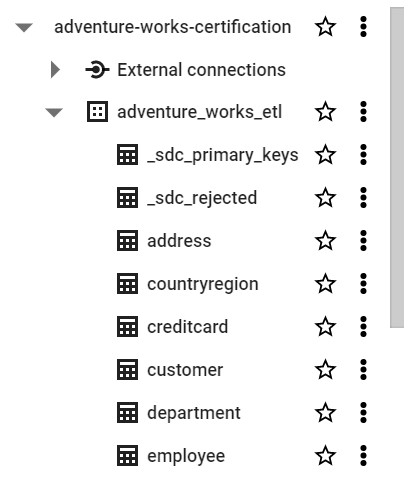 adventure-works-certification
External connections
adventure_works_etl
_sdc_primary_keys
_sdc_rejected
address
countryregion
creditcard
customer
department
employee